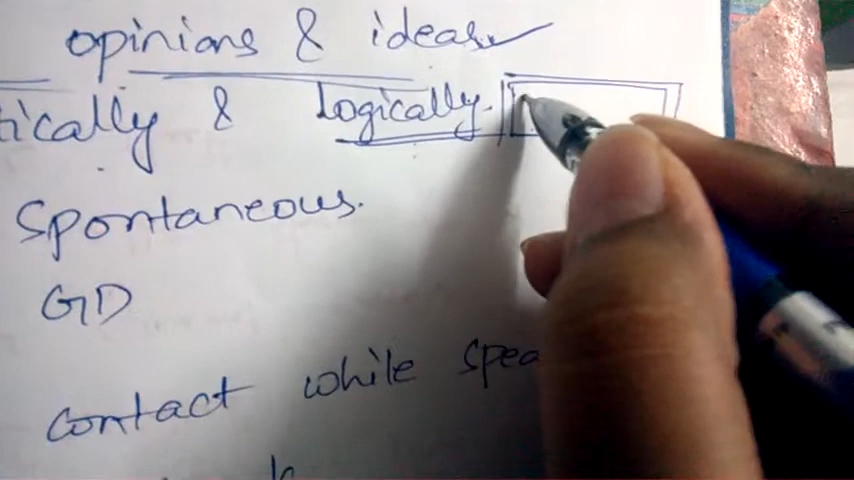 opinions & ideas
tically & logically.
Spontaneous.
GD
contact while spea